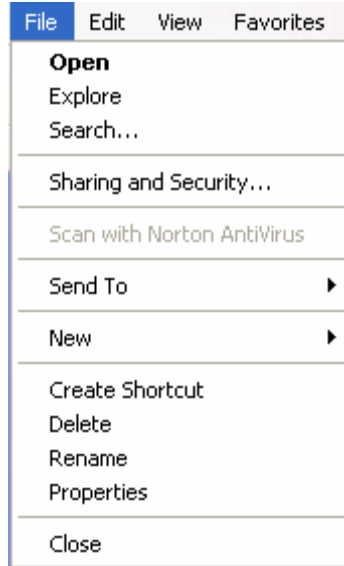 File Edit View Favorites
Open
Explore
Search...
Sharing and Security...
Scan with Norton AntiVirus
Send To
New
Create Shortcut
Delete
Rename
Properties
Close